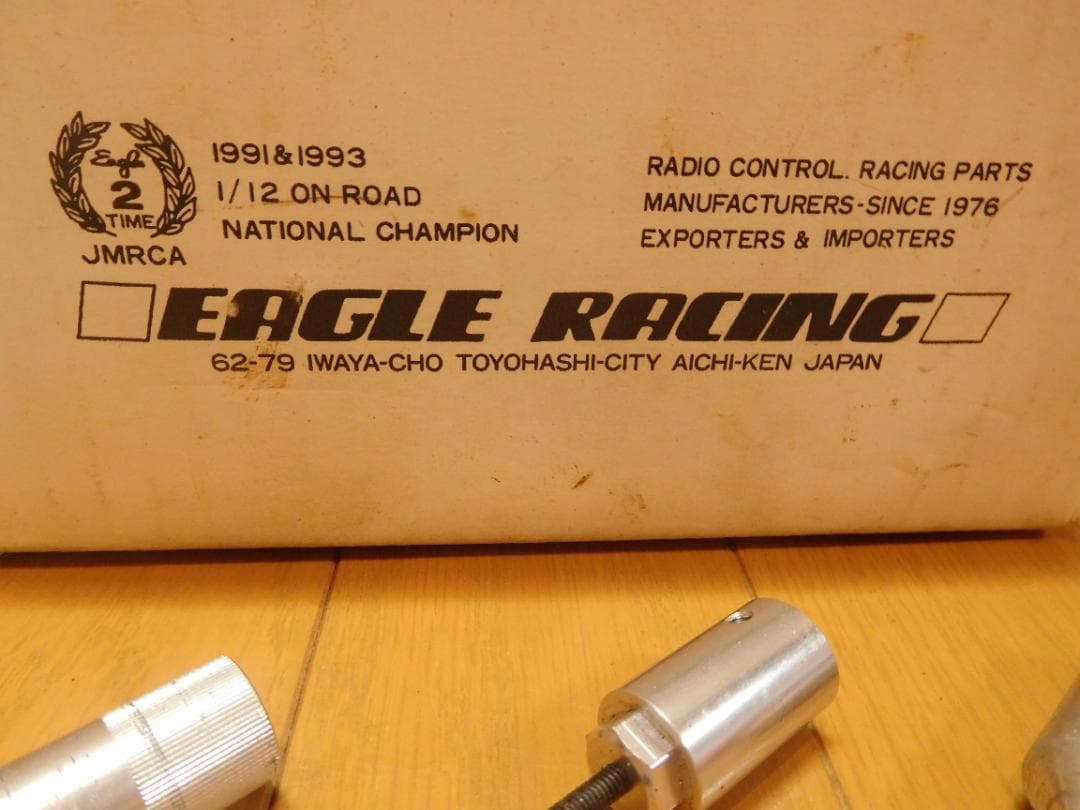 Eagle
2
TIME
JMRCA
1991&1993
1/12 ON ROAD
NATIONAL CHAMPION
RADIO CONTROL. RACING PARTS
MANUFACTURERS-SINCE 1976
EXPORTERS & IMPORTERS
EAGLE RACING
62-79 IWAYA-CHO TOYOHASHI-CITY AICHI-KEN JAPAN